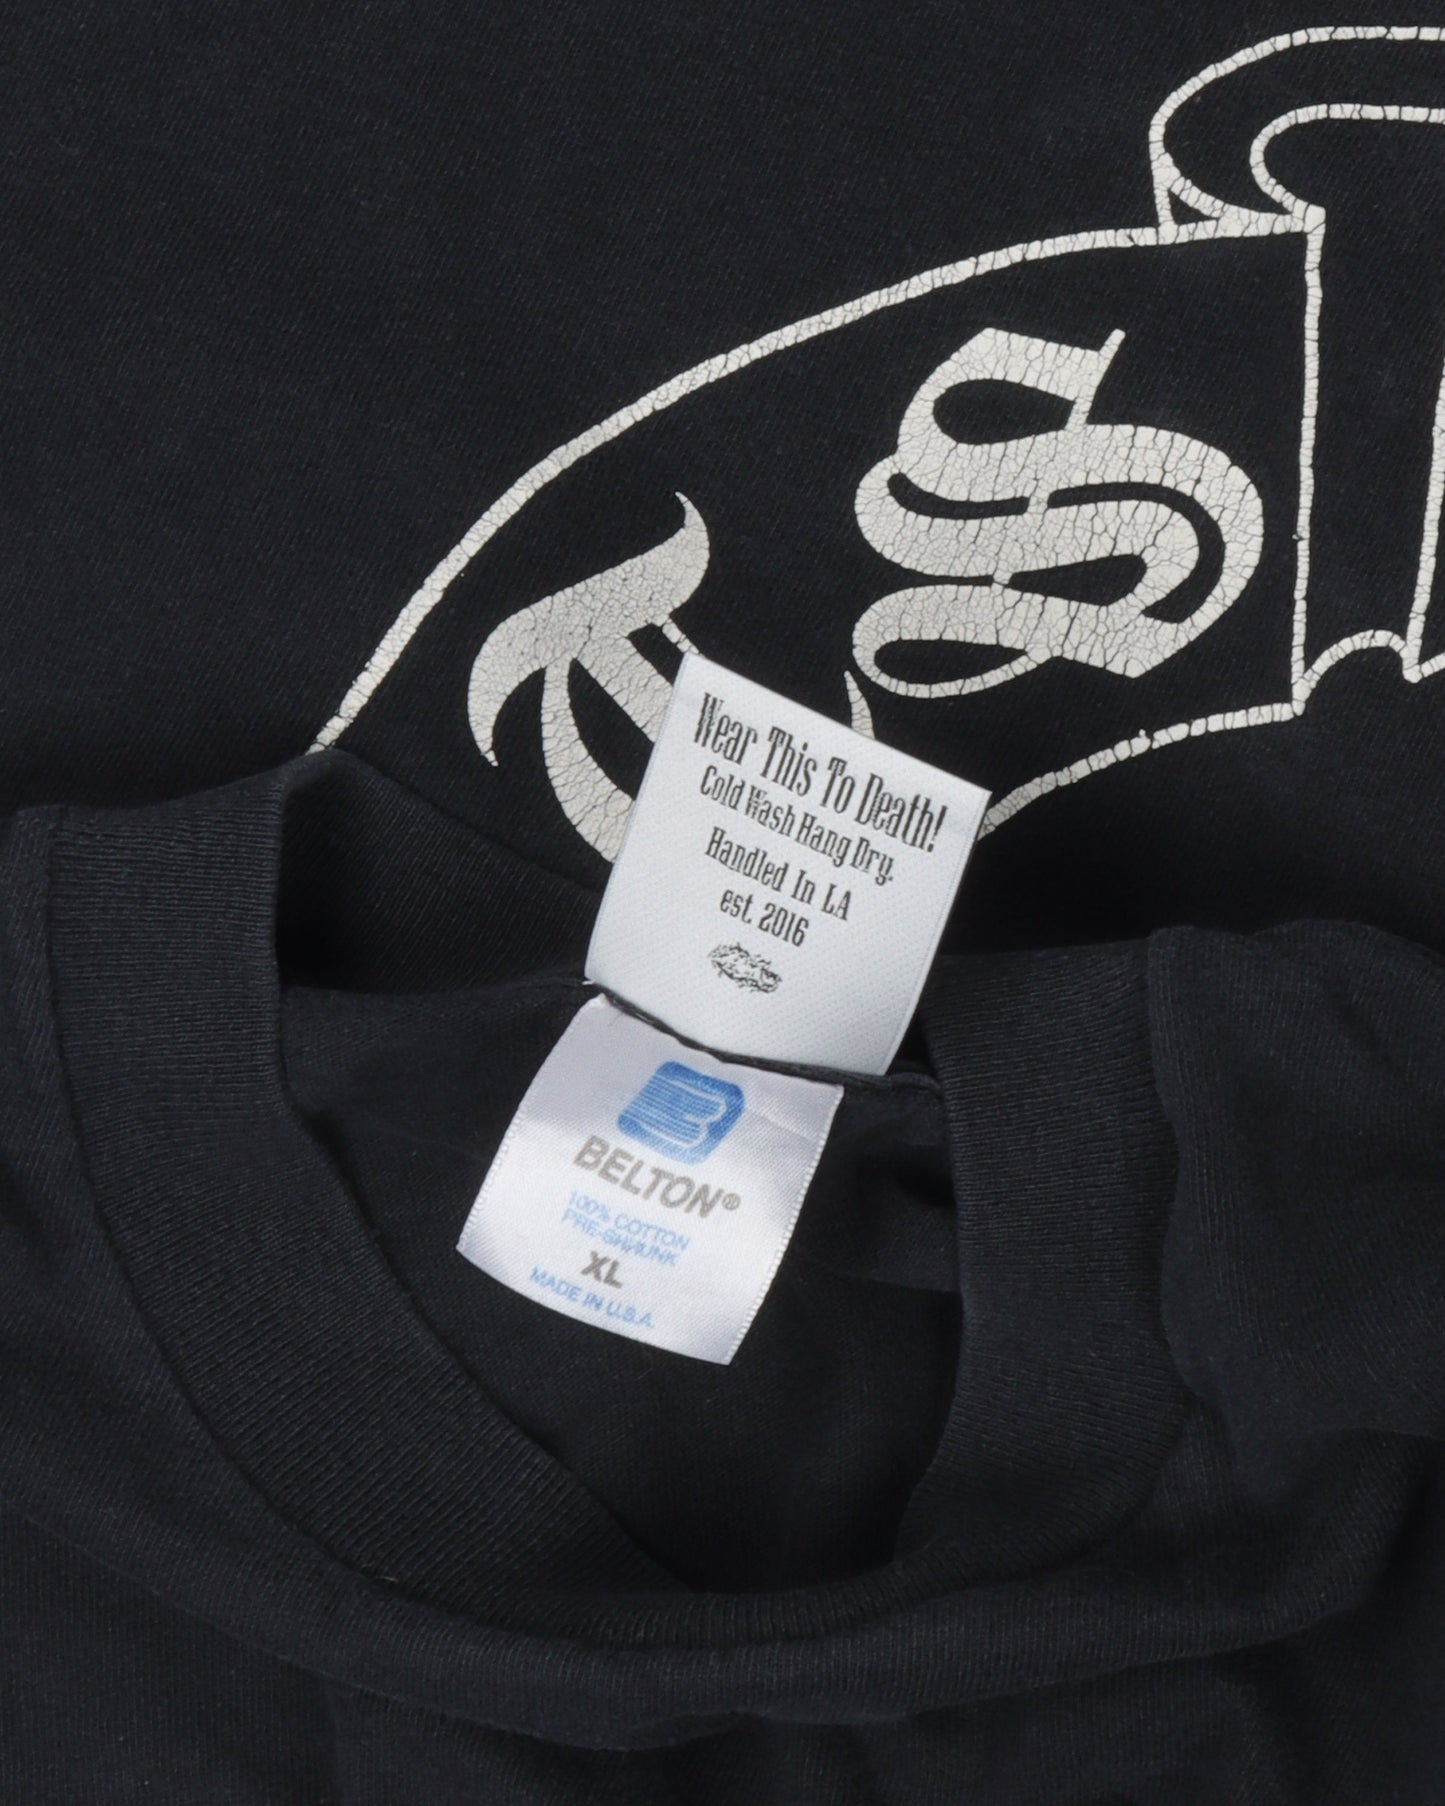 S
Wear This To Death!
Cold Wash Hang Dry.
Handled In LA
est. 2016
BELTON®
100% COTTON
PRE-SHRUNK
XL
MADE IN U.S.A.